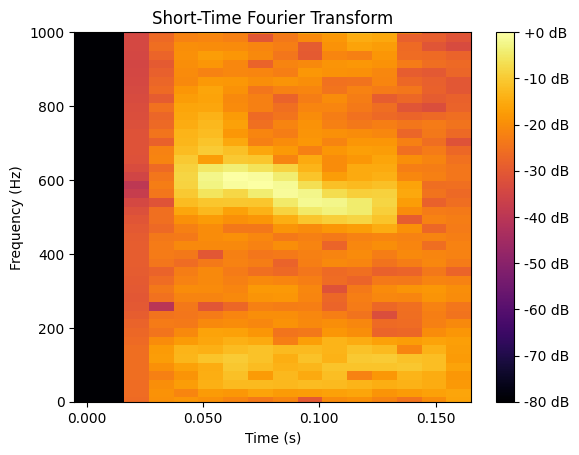 Short-Time Fourier Transform
Frequency (Hz)
1000
800
600
400
200
0
0.000
0.050
0.100
0.150
Time (s)
+0 dB
-10 dB
-20 dB
-30 dB
-40 dB
-50 dB
-60 dB
-70 dB
-80 dB